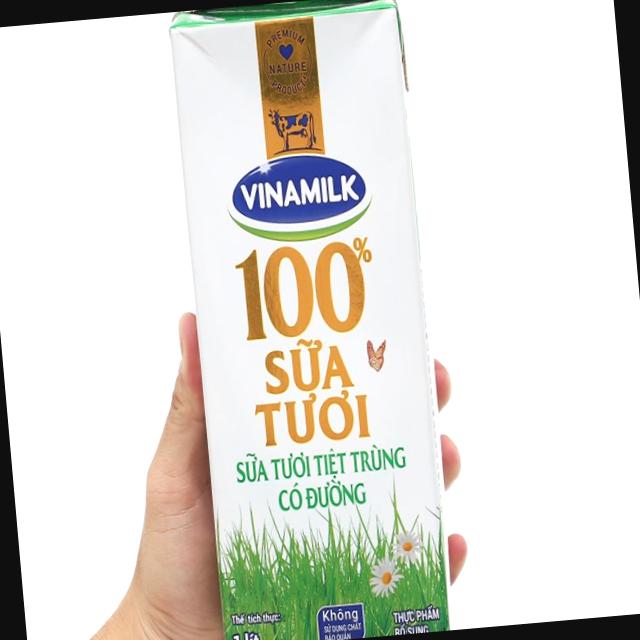 PREMIUM
NATURE
PRODUCTS
VINAMILK
100%
SỮA
TƯƠI
SỮA TƯƠI TIỆT TRÙNG
CÓ ĐƯỜNG
Thể tích thực:
Không
SỬ DỤNG CHẤT
BẢO QUẢN
THỰC PHẨM
BỔ SUNG